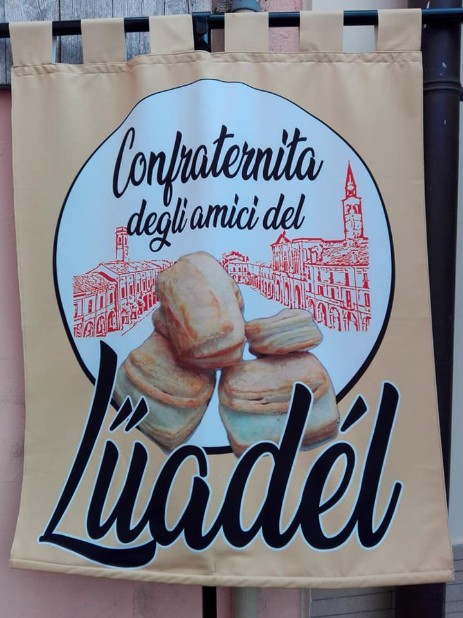 Confraternita
degli amici del
Lüadél